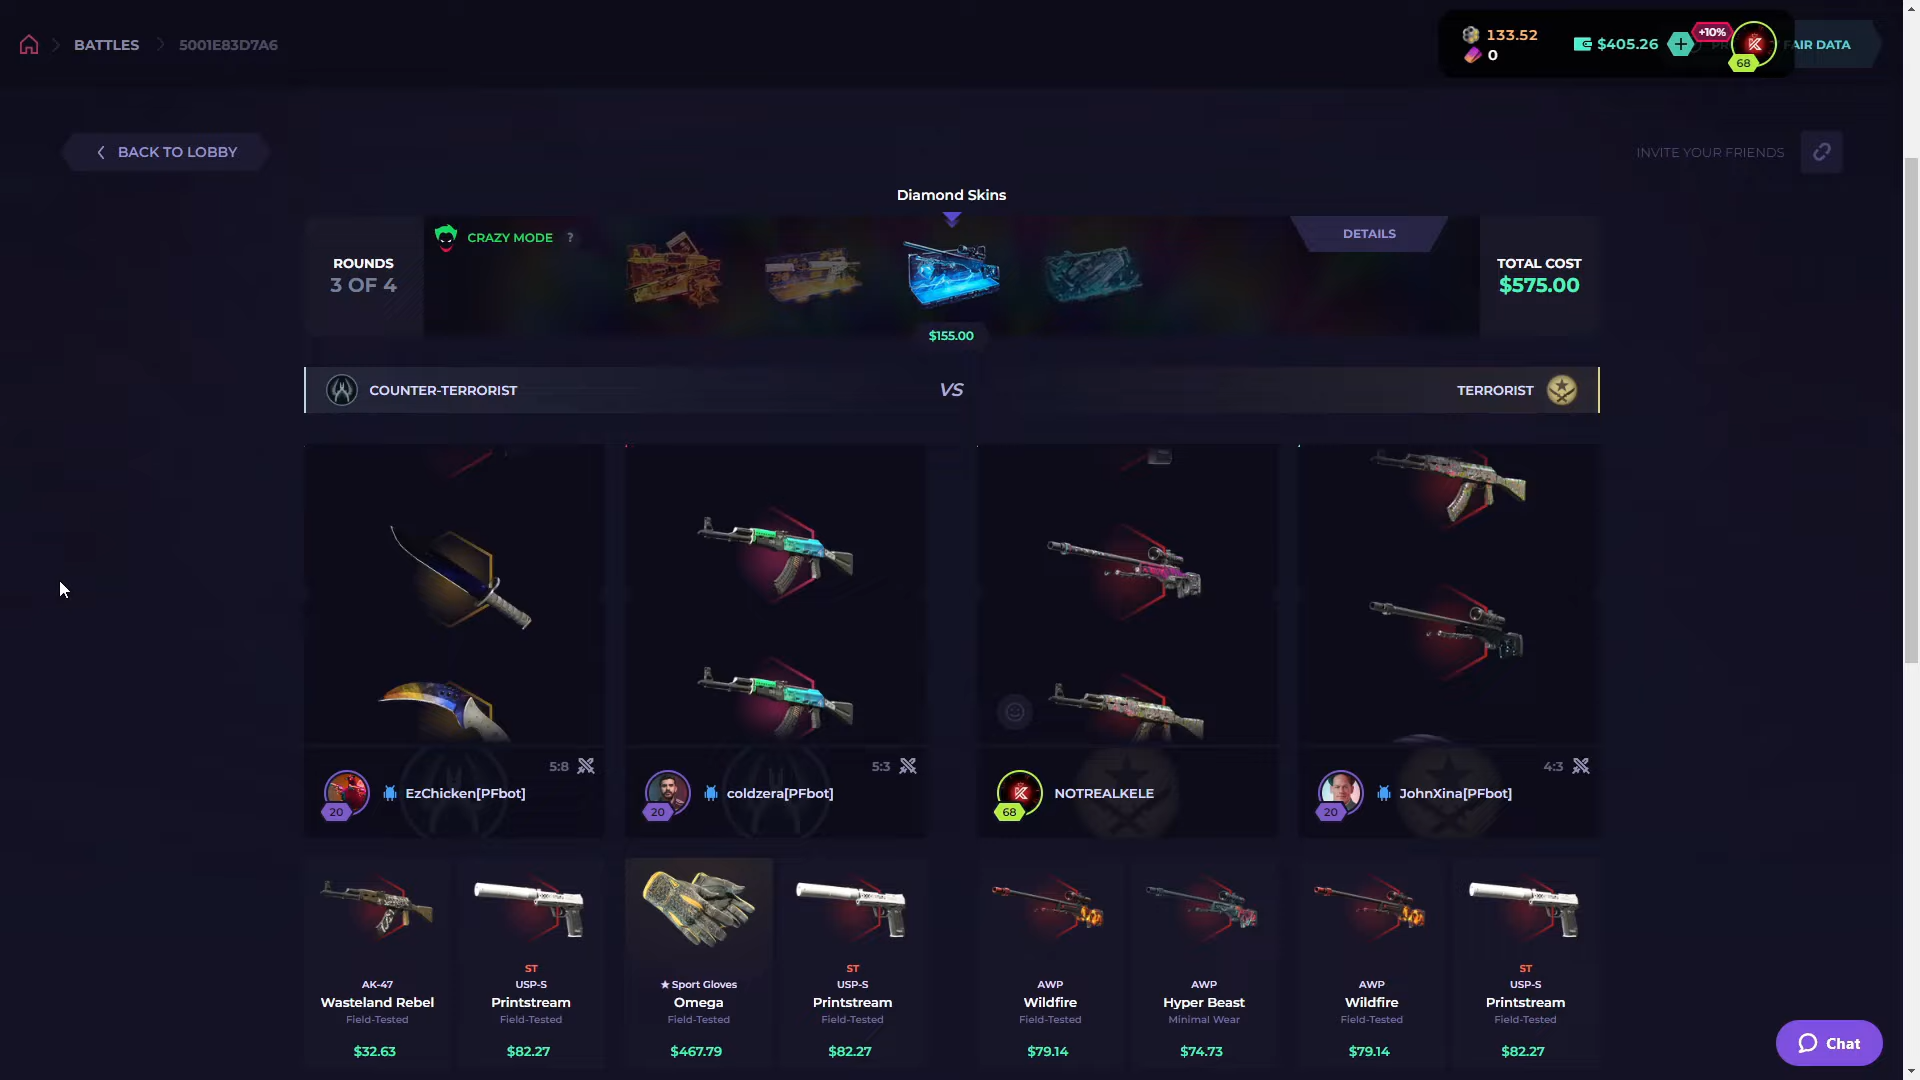 BATTLES
5001E83D7A6
133.52
0
$405.26
+10%
68
FAIR DATA
BACK TO LOBBY
INVITE YOUR FRIENDS
Diamond Skins
CRAZY MODE ?
DETAILS
ROUNDS
3 OF 4
TOTAL COST
$575.00
$155.00
COUNTER-TERRORIST
VS
TERRORIST
5:8
20
EzChicken[PFbot]
5:3
20
coldzera[PFbot]
68
NOTREALKELE
4:3
20
JohnXina[PFbot]
AK-47
Wasteland Rebel
Field-Tested
$32.63
ST
USP-S
Printstream
Field-Tested
$82.27
★ Sport Gloves
Omega
Field-Tested
$467.79
ST
USP-S
Printstream
Field-Tested
$82.27
AWP
Wildfire
Field-Tested
$79.14
AWP
Hyper Beast
Minimal Wear
$74.73
AWP
Wildfire
Field-Tested
$79.14
ST
USP-S
Printstream
Field-Tested
$82.27
Chat